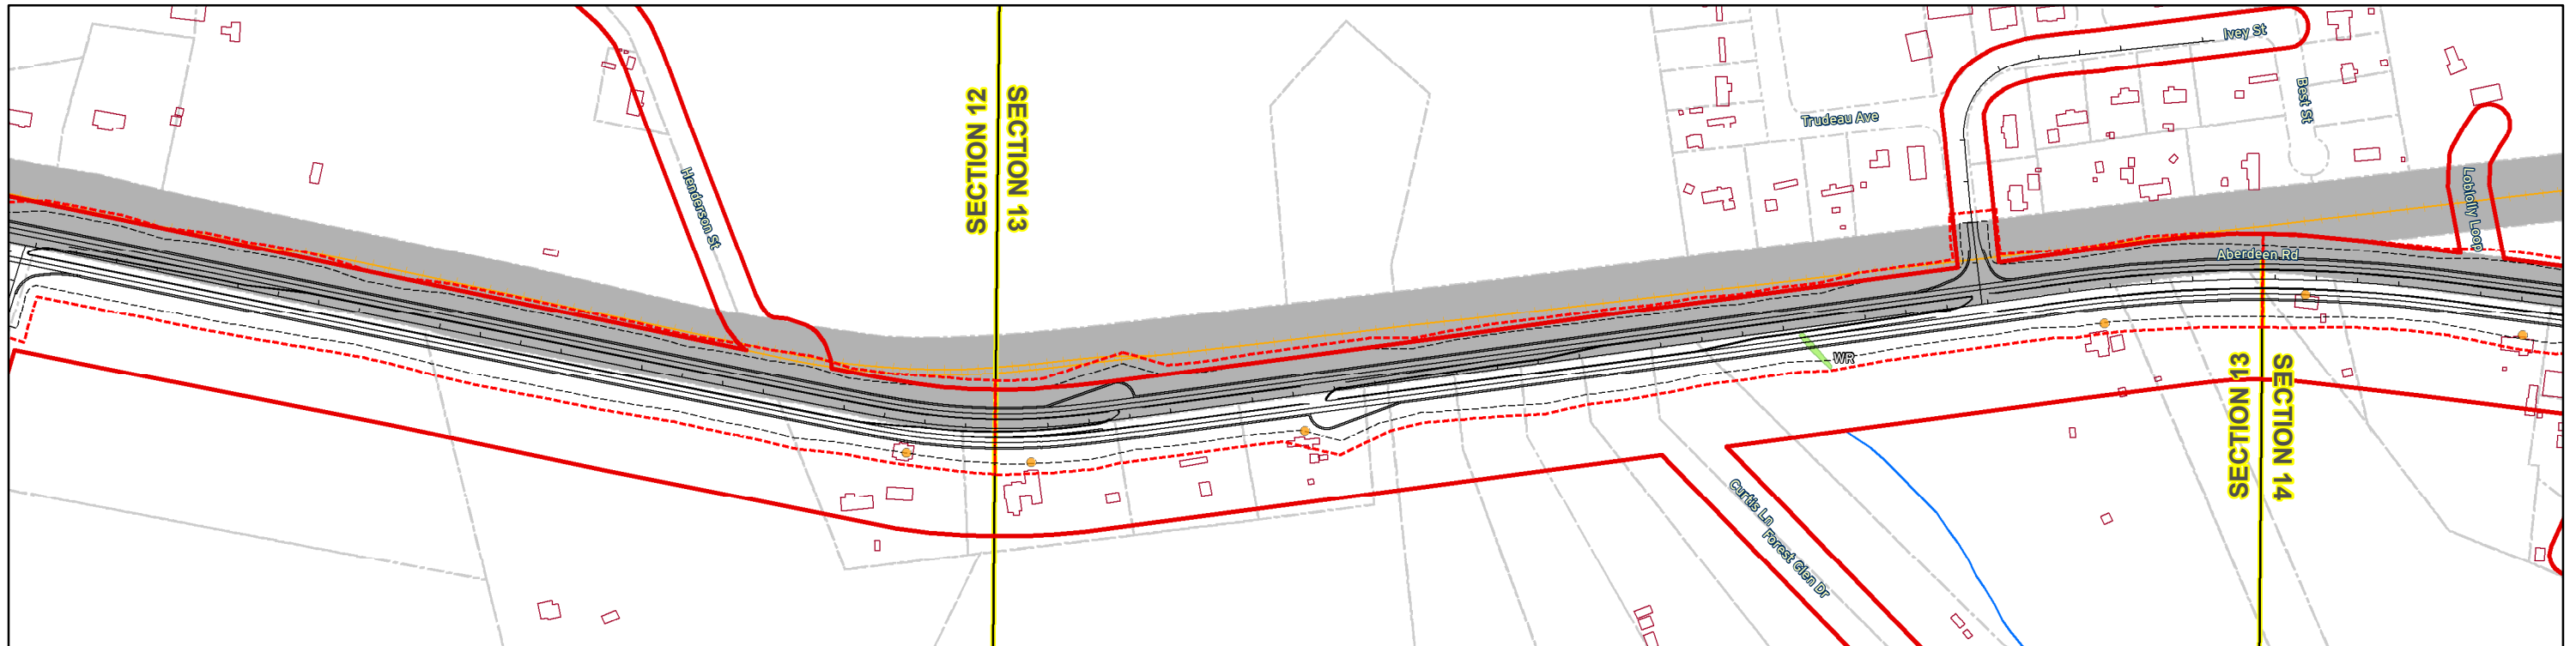 Ivey St
Best St
Trudeau Ave
Henderson St
SECTION 12
SECTION 13
Loblolly Loop
Aberdeen Rd
WR
SECTION 13
SECTION 14
Curtis Ln
Forest Glen Dr